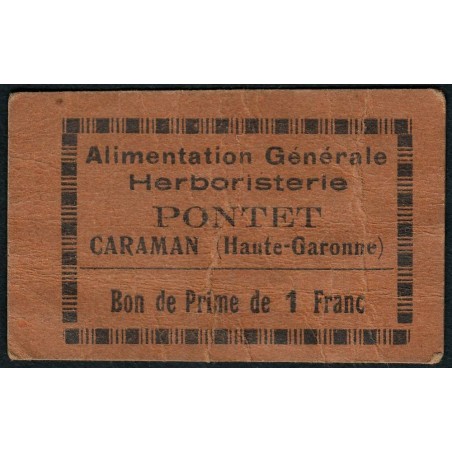 Alimentation Générale
Herboristerie
PONTET
CARAMAN (Haute-Garonne)
Bon de Prime de 1 Franc